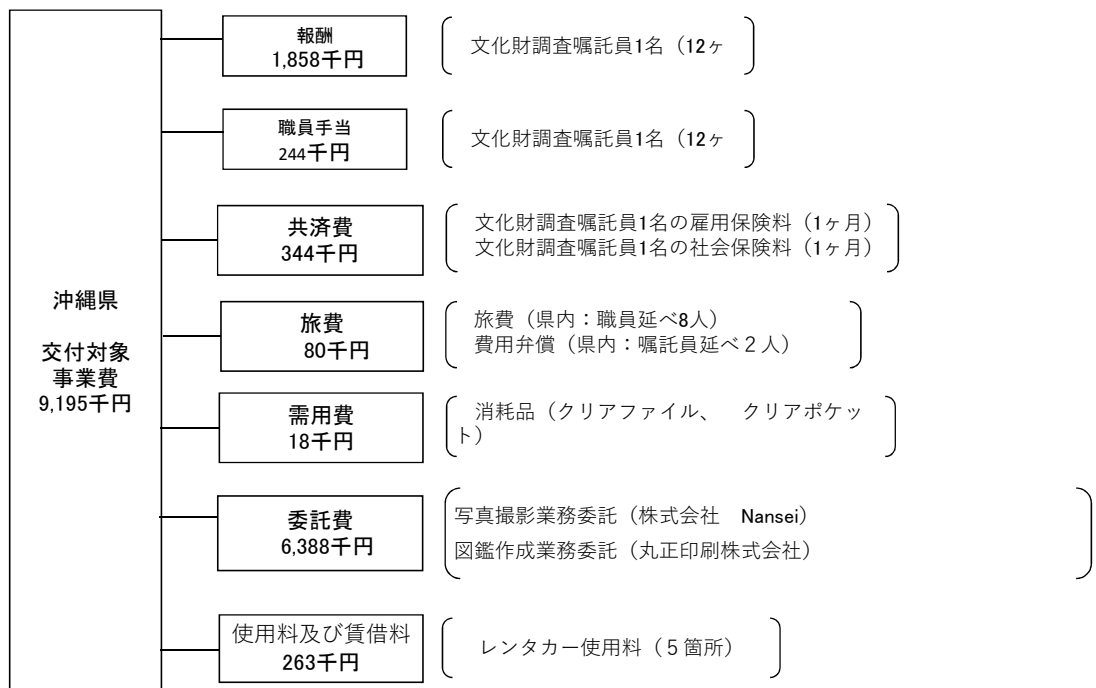 沖縄県
交付対象
事業費
9,195千円
報酬
1,858千円
文化財調査嘱託員1名（12ヶ
職員手当
244千円
文化財調査嘱託員1名（12ヶ
共済費
344千円
文化財調査嘱託員1名の雇用保険料（1ヶ月）
文化財調査嘱託員1名の社会保険料（1ヶ月）
旅費
80千円
旅費（県内：職員延べ8人）
費用弁償（県内：嘱託員延べ２人）
需用費
18千円
消耗品（クリアファイル、　クリアポケッ
ト）
委託費
6,388千円
写真撮影業務委託（株式会社　Nansei）
図鑑作成業務委託（丸正印刷株式会社）
使用料及び賃借料
263千円
レンタカー使用料（５箇所）